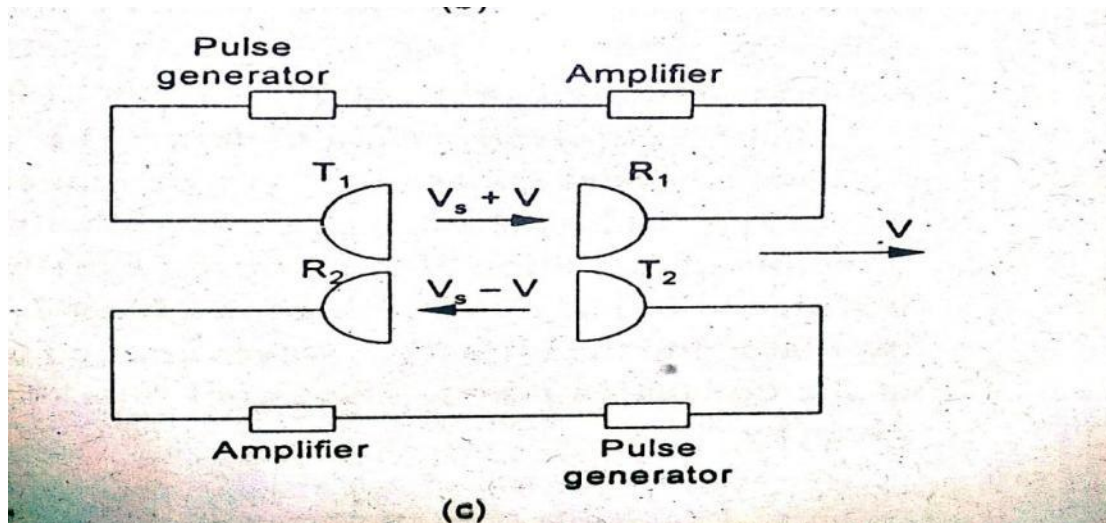 Pulse
generator
Amplifier
T₁
Vₛ + V
R₁
V
R₂
Vₛ – V
T₂
Amplifier
Pulse
generator
(c)